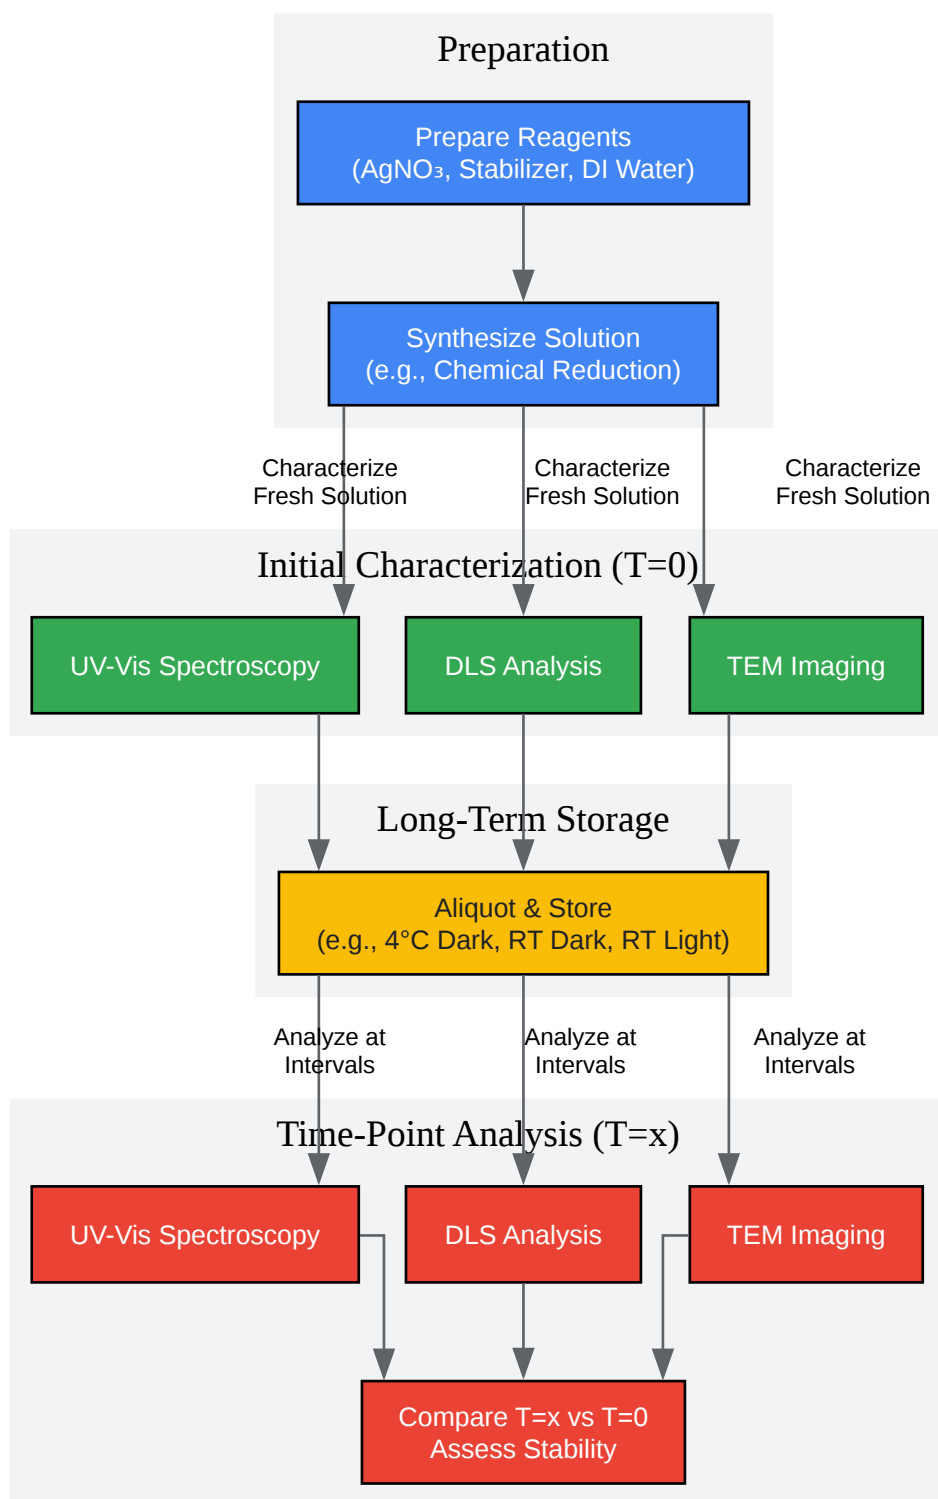 Preparation
Prepare Reagents
(AgNO₃, Stabilizer, DI Water)
Synthesize Solution
(e.g., Chemical Reduction)
Characterize
Fresh Solution
Characterize
Fresh Solution
Characterize
Fresh Solution
Initial Characterization (T=0)
UV-Vis Spectroscopy
DLS Analysis
TEM Imaging
Long-Term Storage
Aliquot & Store
(e.g., 4°C Dark, RT Dark, RT Light)
Analyze at
Intervals
Analyze at
Intervals
Analyze at
Intervals
Time-Point Analysis (T=x)
UV-Vis Spectroscopy
DLS Analysis
TEM Imaging
Compare T=x vs T=0
Assess Stability